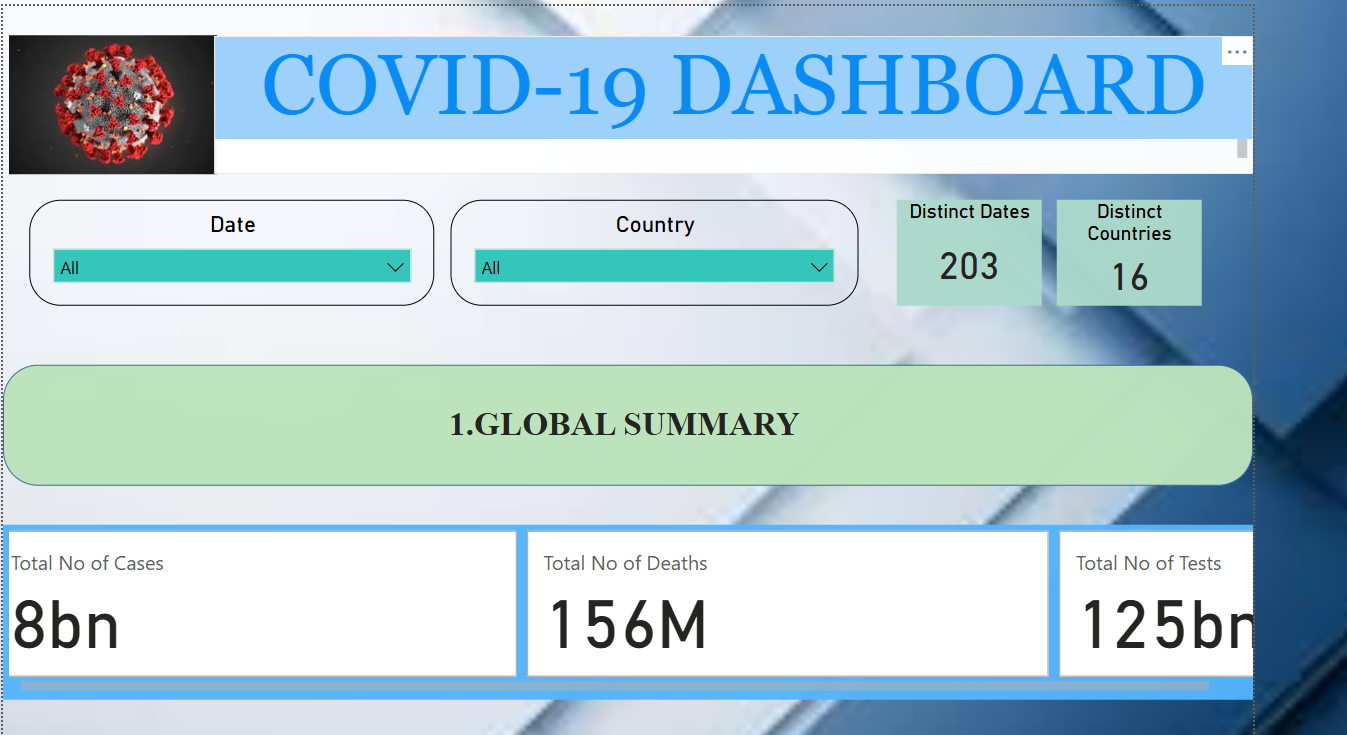 COVID-19 DASHBOARD
Date
All
Country
All
Distinct Dates
203
Distinct
Countries
16
1.GLOBAL SUMMARY
Total No of Cases
8bn
Total No of Deaths
156M
Total No of Tests
125bn